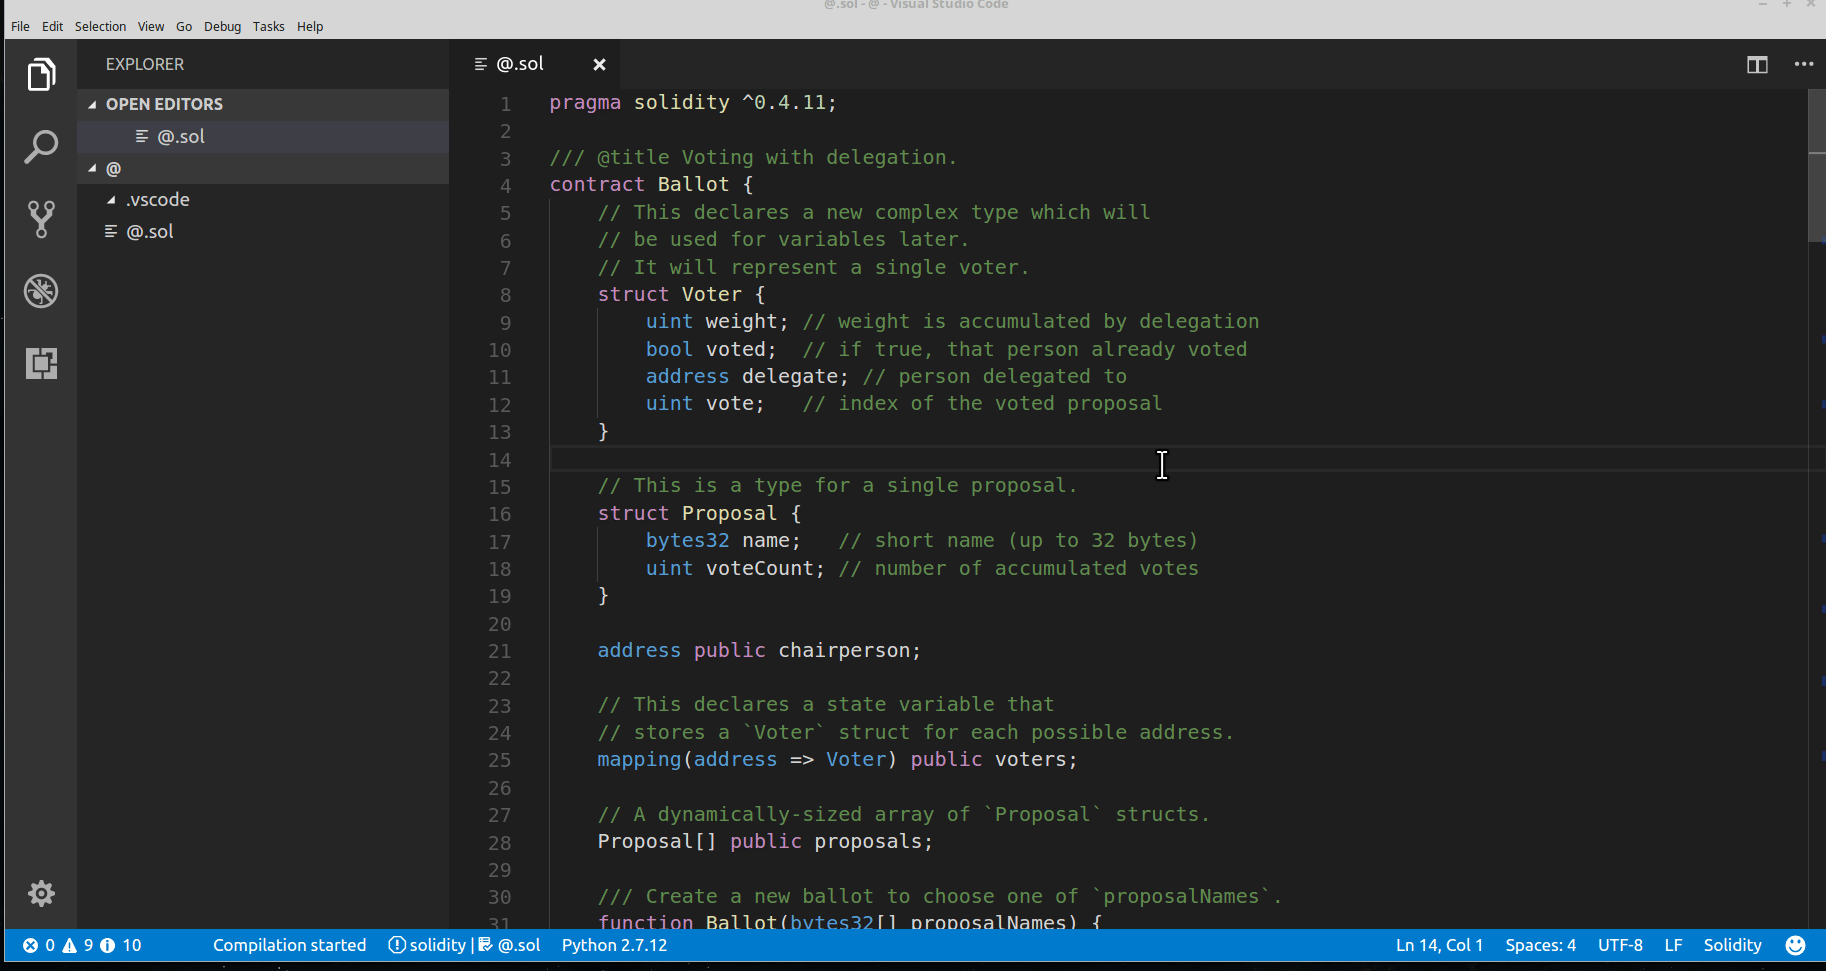 @.sol - @ - Visual Studio Code
File Edit Selection View Go Debug Tasks Help
EXPLORER
OPEN EDITORS
@.sol
@
.vscode
@.sol
@.sol
1 pragma solidity ^0.4.11;
2
3 /// @title Voting with delegation.
4 contract Ballot {
5     // This declares a new complex type which will
6     // be used for variables later.
7     // It will represent a single voter.
8     struct Voter {
9         uint weight; // weight is accumulated by delegation
10         bool voted;  // if true, that person already voted
11         address delegate; // person delegated to
12         uint vote;   // index of the voted proposal
13     }
14
15     // This is a type for a single proposal.
16     struct Proposal {
17         bytes32 name;   // short name (up to 32 bytes)
18         uint voteCount; // number of accumulated votes
19     }
20
21     address public chairperson;
22
23     // This declares a state variable that
24     // stores a `Voter` struct for each possible address.
25     mapping(address => Voter) public voters;
26
27     // A dynamically-sized array of `Proposal` structs.
28     Proposal[] public proposals;
29
30     /// Create a new ballot to choose one of `proposalNames`.
31     function Ballot(bytes32[] proposalNames) {
0 9 10 Compilation started solidity | @.sol Python 2.7.12 Ln 14, Col 1 Spaces: 4 UTF-8 LF Solidity